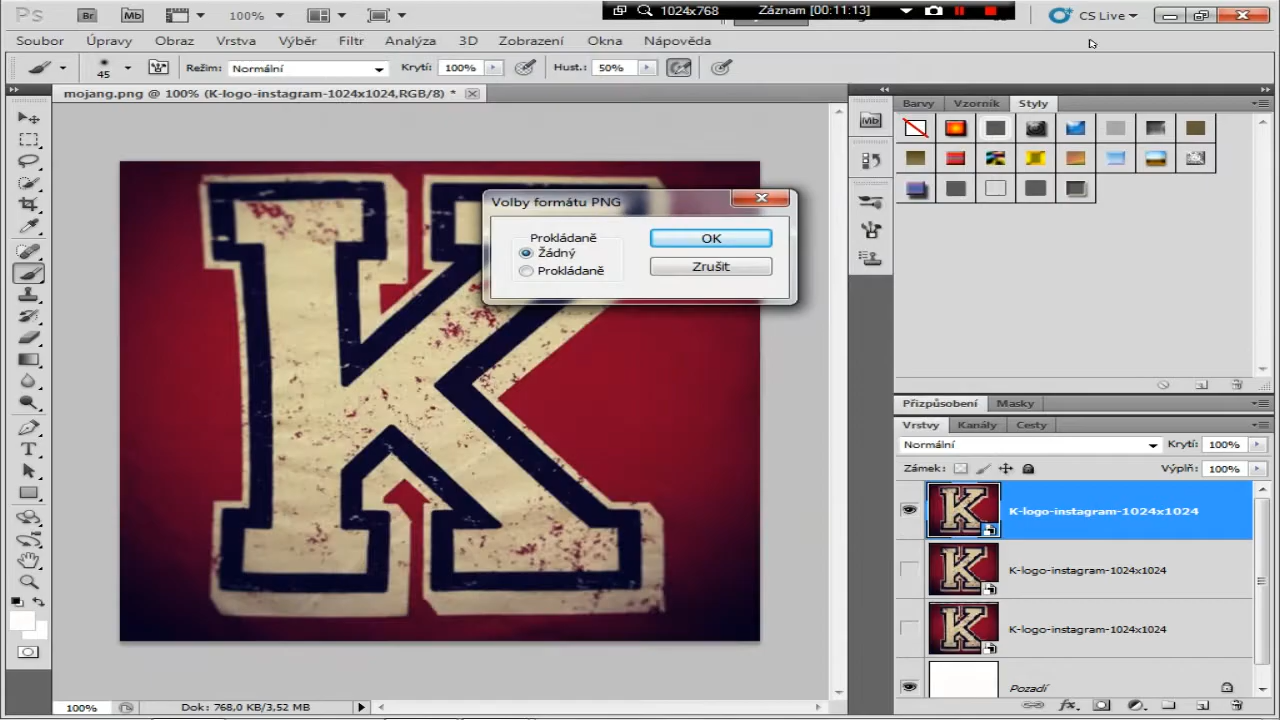 Ps Br Mb 100% 1024x768 Záznam [00:11:13] CS Live
Soubor Úpravy Obraz Vrstva Výběr Filtr Analýza 3D Zobrazení Okna Nápověda
45 Režim: Normální Krytí: 100% Hust.: 50%
mojang.png @ 100% (K-logo-instagram-1024x1024,RGB/8) *
Barvy Vzorník Styly
Mb
Volby formátu PNG
Prokládaně
Žádný
Prokládaně
OK
Zrušit
K
Přizpůsobení Masky
Vrstvy Kanály Cesty
Normální Krytí: 100%
Zámek: Výplň: 100%
K-logo-instagram-1024x1024
K-logo-instagram-1024x1024
K-logo-instagram-1024x1024
Pozadí
100% Dok: 768,0 KB/3,52 MB